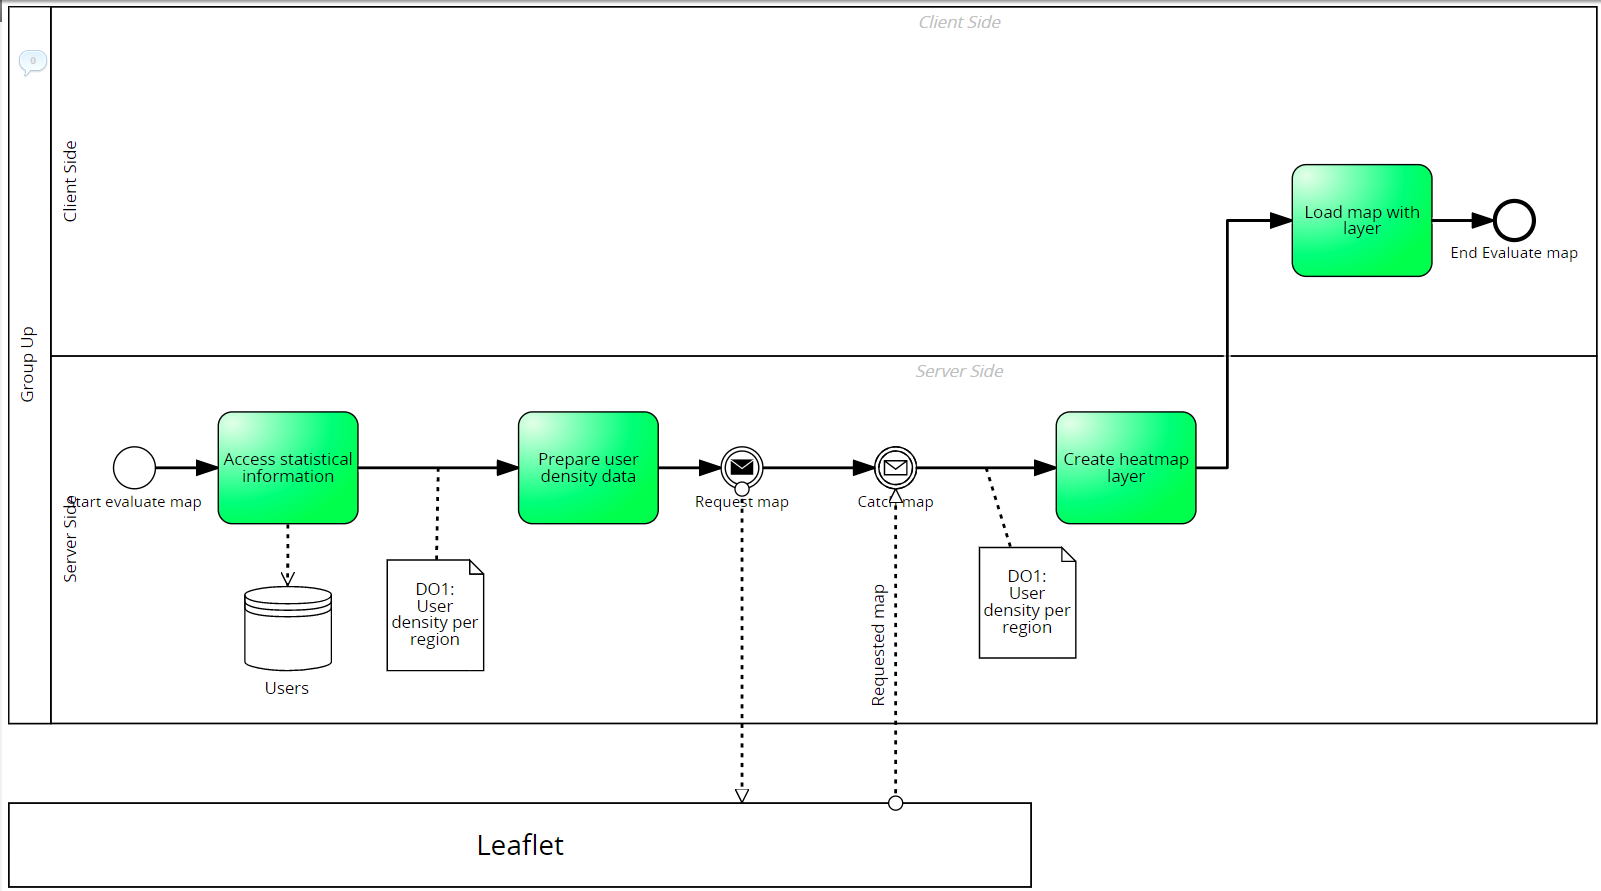 Client Side
0
Client Side
Load map with
layer
End Evaluate map
Group Up
Server Side
Server Side
Start evaluate map
Access statistical
information
Prepare user
density data
Request map
Catch map
Create heatmap
layer
Users
DO1:
User
density per
region
Requested map
DO1:
User
density per
region
Leaflet